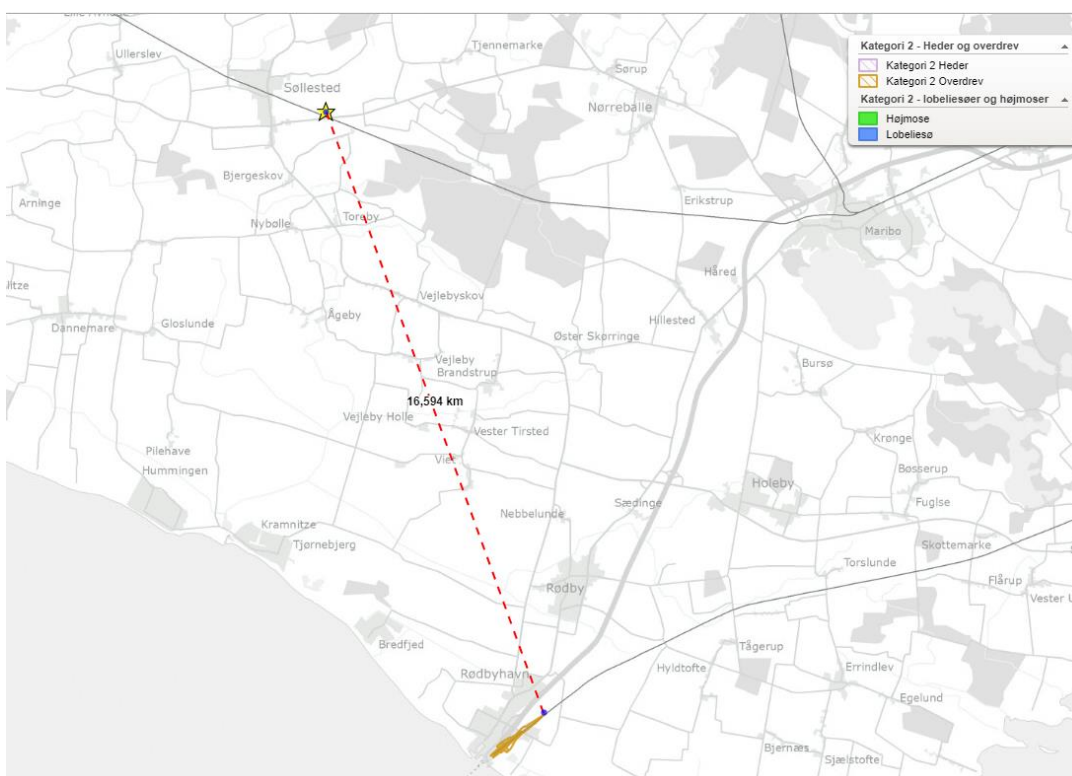 Ullerslev
Tjennemarke
Sørup
Søllested
Nørreballe
Kategori 2 - Heder og overdrev
Kategori 2 Heder
Kategori 2 Overdrev
Kategori 2 - lobeliesøer og højmoser
Højmose
Lobeliesø
Bjergeskov
Arninge
Erikstrup
Toreby
Nybølle
Maribo
Håred
Vejlebyskov
Ågeby
Dannemare
Gloslunde
Hillested
Øster Skørringe
Vejleby
Brandstrup
Bursø
16,594 km
Vejleby Holle
Vester Tirsted
Krønge
Pilehave
Hummingen
Bøsserup
Holeby
Fuglse
Sædinge
Nebbelunde
Kramnitze
Tjørnebjerg
Skottemarke
Torslunde
Flårup
Rødby
Bredfjed
Tågerup
Hyldtofte
Errindlev
Rødbyhavn
Egelund
Bjernæs
Sjælstofte